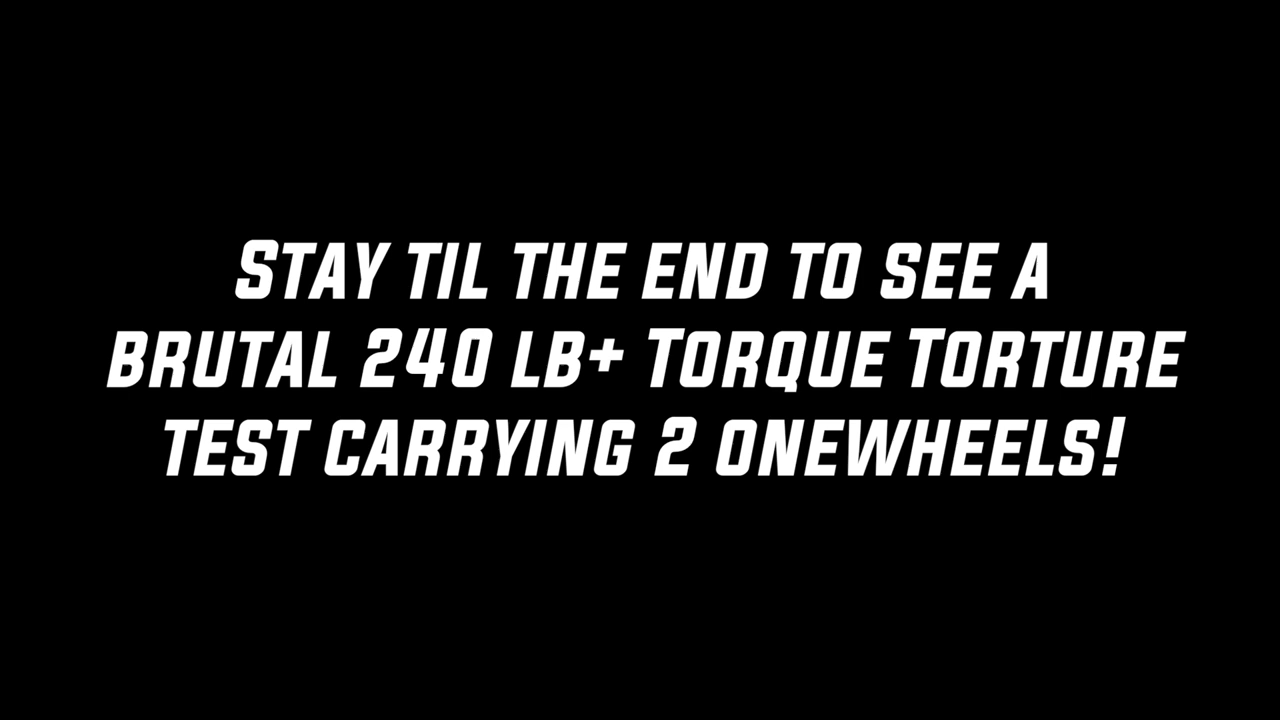 Stay til the end to see a
brutal 240 lb+ Torque Torture
test carrying 2 onewheels!